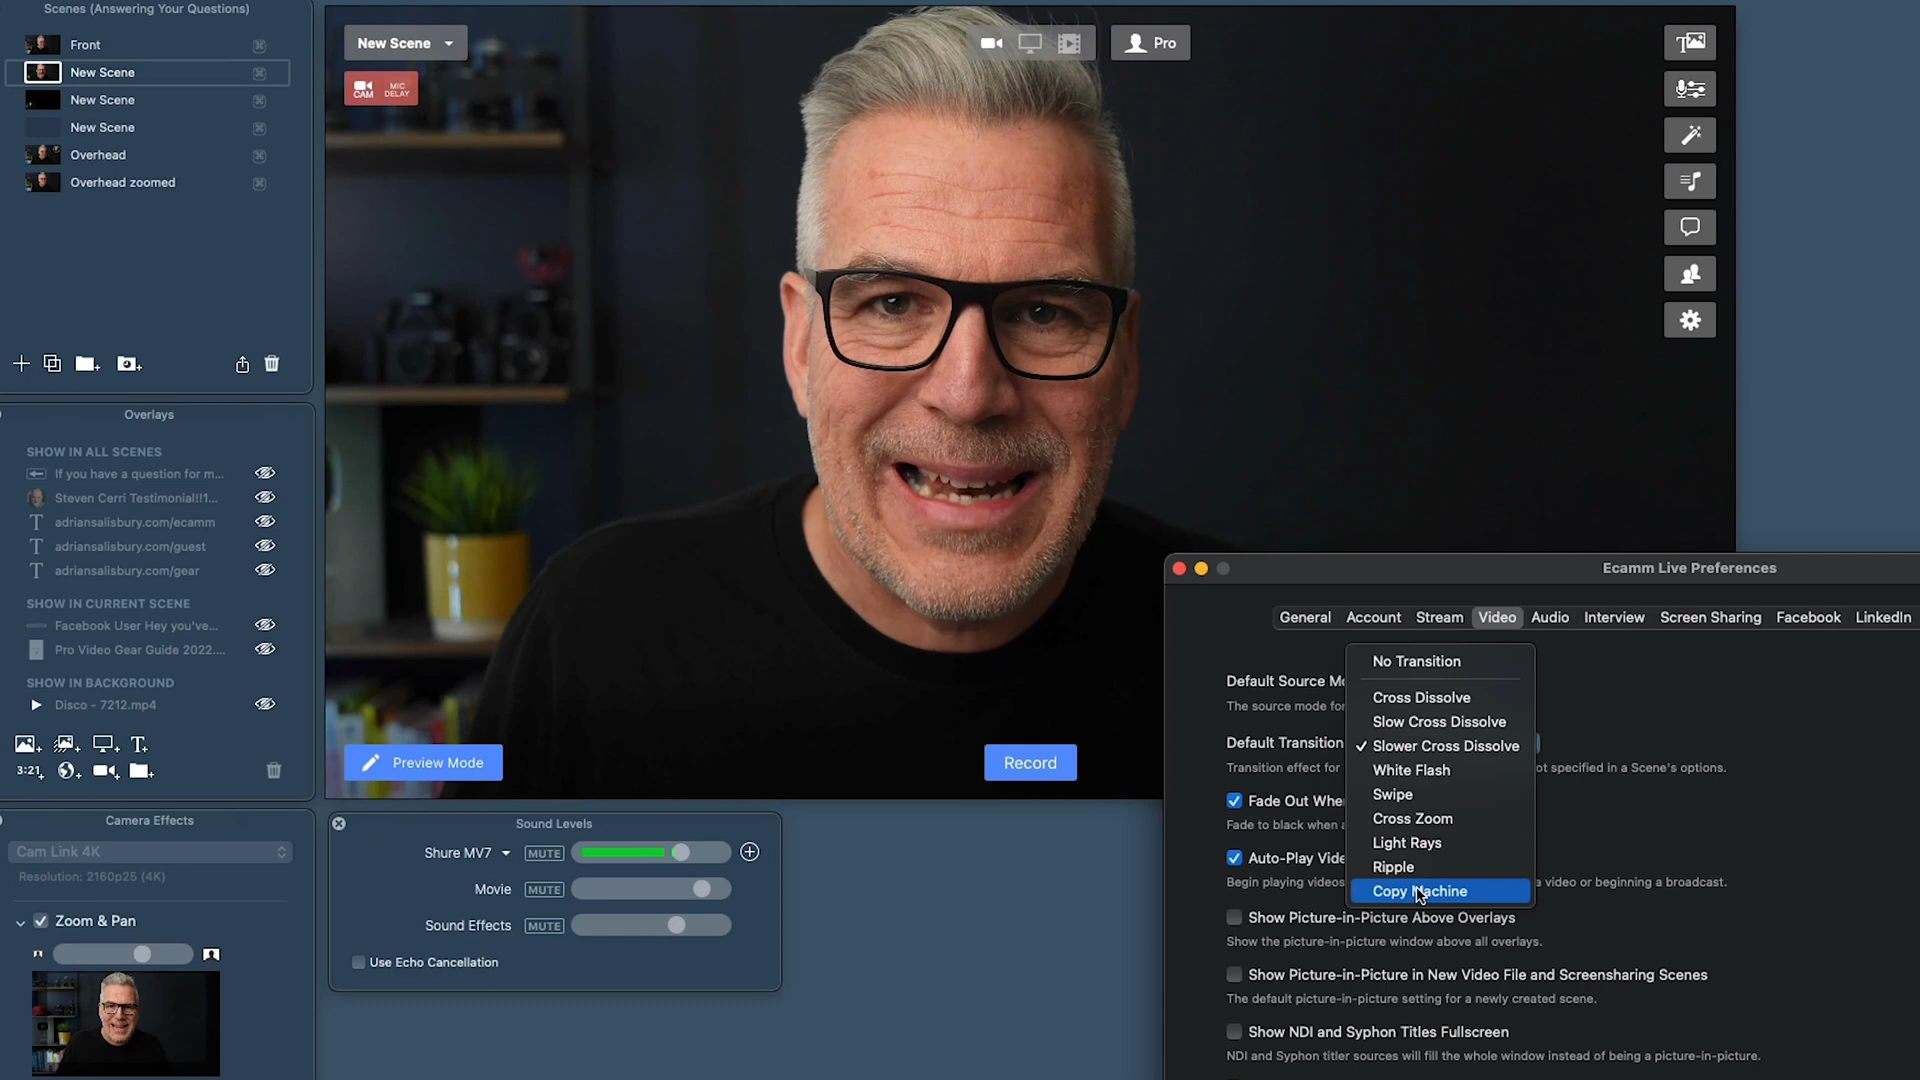 Scenes (Answering Your Questions)
Front
New Scene
New Scene
New Scene
Overhead
Overhead zoomed
Overlays
SHOW IN ALL SCENES
If you have a question for m...
Steven Cerri Testimonial!!1...
adriansalisbury.com/ecamm
adriansalisbury.com/guest
adriansalisbury.com/gear
SHOW IN CURRENT SCENE
Facebook User Hey you've...
Pro Video Gear Guide 2022....
SHOW IN BACKGROUND
Disco - 7212.mp4
3:21
Camera Effects
Cam Link 4K
Resolution: 2160p25 (4K)
Zoom & Pan
New Scene
Pro
CAM
MIC
DELAY
Preview Mode
Record
Sound Levels
Shure MV7
MUTE
Movie
MUTE
Sound Effects
MUTE
Use Echo Cancellation
Ecamm Live Preferences
General Account Stream Video Audio Interview Screen Sharing Facebook LinkedIn
No Transition
Cross Dissolve
Slow Cross Dissolve
Slower Cross Dissolve
White Flash
Swipe
Cross Zoom
Light Rays
Ripple
Copy Machine
Default Source
The source mode for
Default Transition
Transition effect for ot specified in a Scene's options.
Fade Out
Fade to black when
Auto-Play
Begin playing videos a video or beginning a broadcast.
Show Picture-in-Picture Above Overlays
Show the picture-in-picture window above all overlays.
Show Picture-in-Picture in New Video File and Screensharing Scenes
The default picture-in-picture setting for a newly created scene.
Show NDI and Syphon Titles Fullscreen
NDI and Syphon titler sources will fill the whole window instead of being a picture-in-picture.